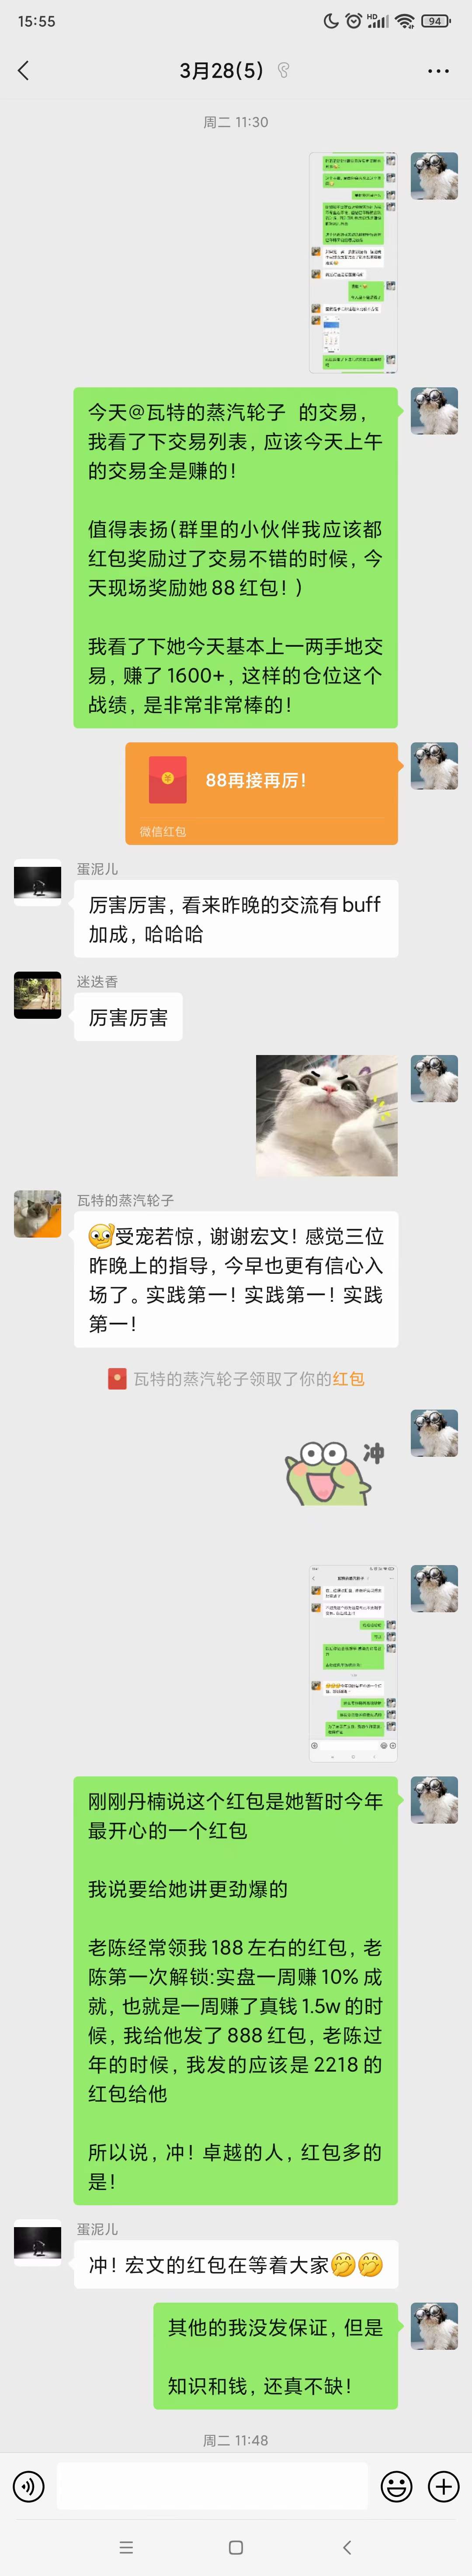 15:55
HD
94
3月28(5)
周二 11:30
今天@瓦特的蒸汽轮子 的交易，
我看了下交易列表，应该今天上午
的交易全是赚的！
值得表扬(群里的小伙伴我应该都
红包奖励过了交易不错的时候，今
天现场奖励她88红包！)
我看了下她今天基本上一两手地交
易，赚了1600+，这样的仓位这个
战绩，是非常非常棒的！
88再接再厉！
微信红包
蛋泥儿
厉害厉害，看来昨晚的交流有buff
加成，哈哈哈
迷迭香
厉害厉害
瓦特的蒸汽轮子
受宠若惊，谢谢宏文！感觉三位
昨晚上的指导，今早也更有信心入
场了。实践第一！实践第一！实践
第一！
瓦特的蒸汽轮子领取了你的红包
冲
刚刚丹楠说这个红包是她暂时今年
最开心的一个红包
我说要给她讲更劲爆的
老陈经常领我188左右的红包，老
陈第一次解锁:实盘一周赚10%成
就，也就是一周赚了真钱1.5w的时
候，我给他发了888红包，老陈过
年的时候，我发的应该是2218的
红包给他
所以说，冲！卓越的人，红包多的
是！
蛋泥儿
冲！宏文的红包在等着大家
其他的我没发保证，但是
知识和钱，还真不缺！
周二 11:48